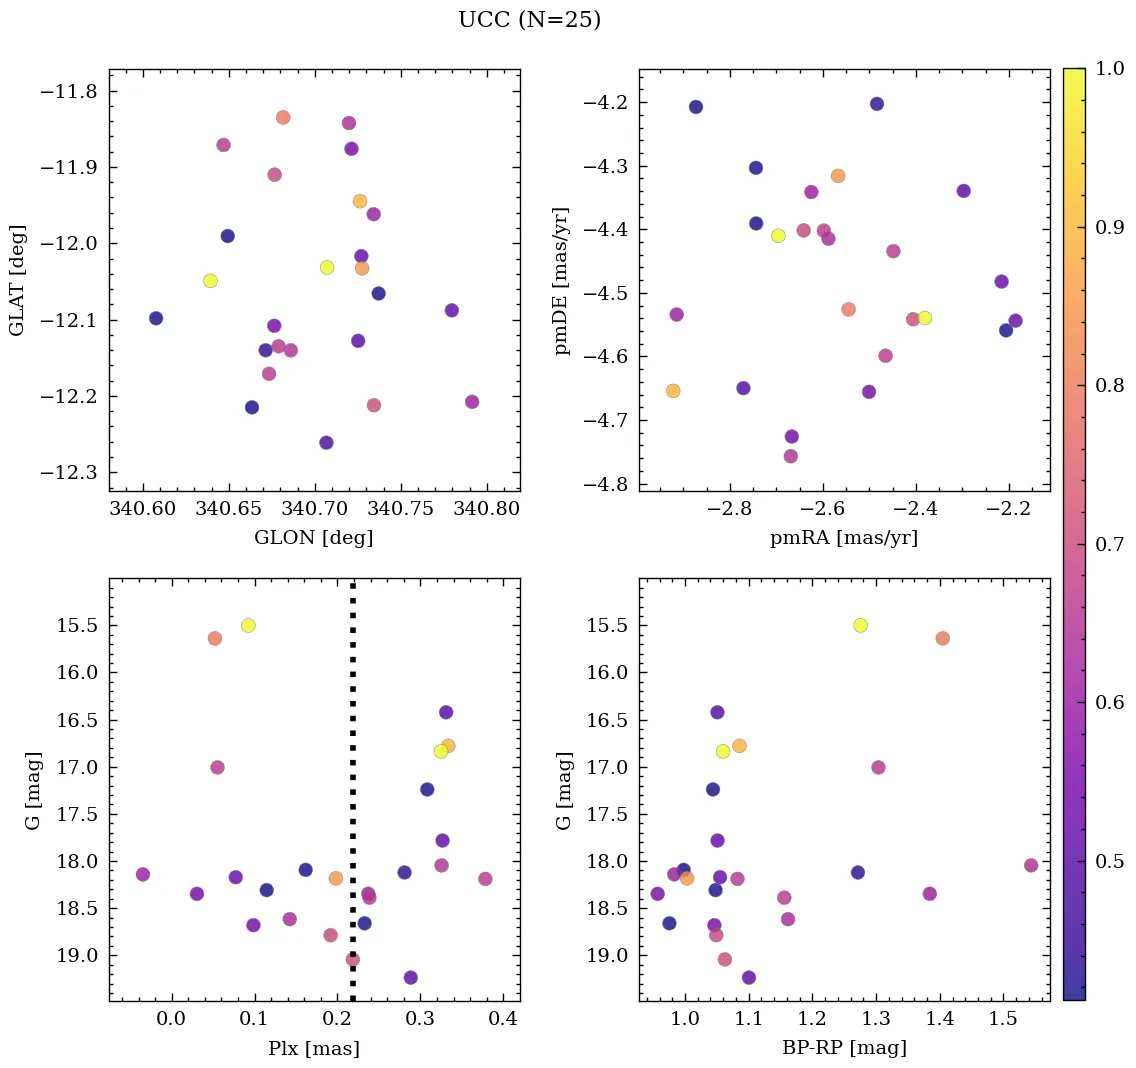 UCC (N=25)
−11.8
−11.9
−12.0
−12.1
−12.2
−12.3
GLAT [deg]
340.60 340.65 340.70 340.75 340.80
GLON [deg]
−4.2
−4.3
−4.4
−4.5
−4.6
−4.7
−4.8
pmDE [mas/yr]
−2.8 −2.6 −2.4 −2.2
pmRA [mas/yr]
1.0
0.9
0.8
0.7
0.6
0.5
15.5
16.0
16.5
17.0
17.5
18.0
18.5
19.0
G [mag]
0.0 0.1 0.2 0.3 0.4
Plx [mas]
15.5
16.0
16.5
17.0
17.5
18.0
18.5
19.0
G [mag]
1.0 1.1 1.2 1.3 1.4 1.5
BP-RP [mag]